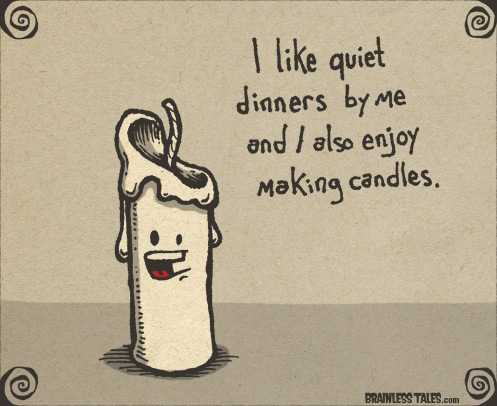 I like quiet
dinners by me
and I also enjoy
making candles.
BRAINLESS TALES.com